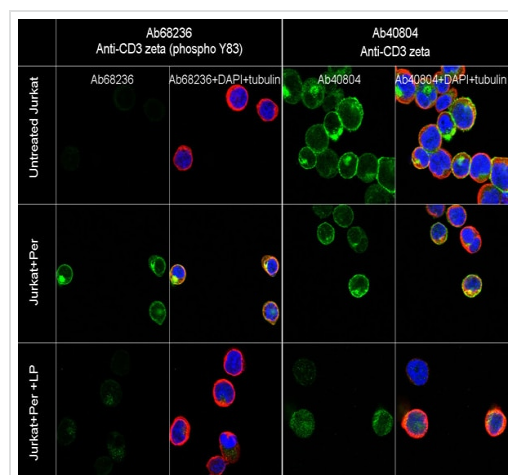 Ab68236
Anti-CD3 zeta (phospho Y83)
Ab40804
Anti-CD3 zeta
Ab68236
Ab68236+DAPI+tubulin
Ab40804
Ab40804+DAPI+tubulin
Untreated Jurkat
Jurkat+Per
Jurkat+Per +LP